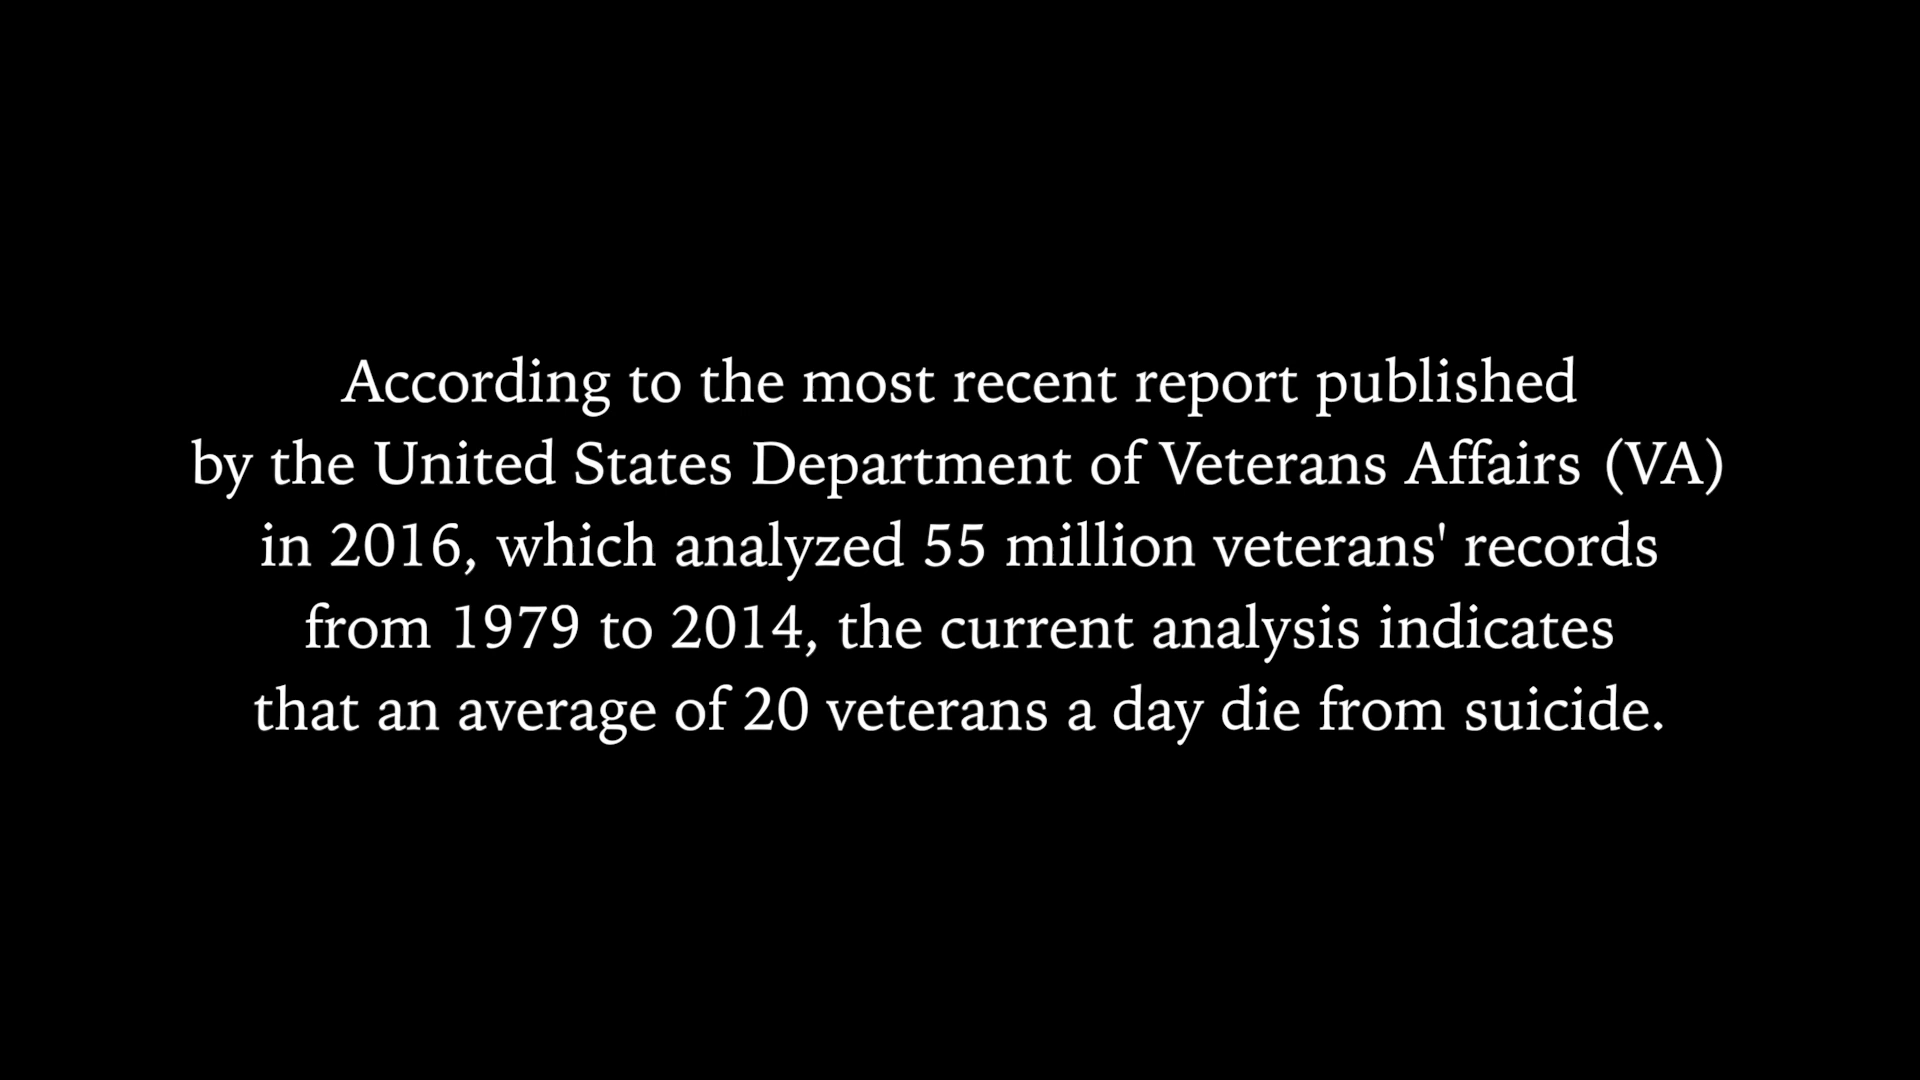 According to the most recent report published
by the United States Department of Veterans Affairs (VA)
in 2016, which analyzed 55 million veterans' records
from 1979 to 2014, the current analysis indicates
that an average of 20 veterans a day die from suicide.